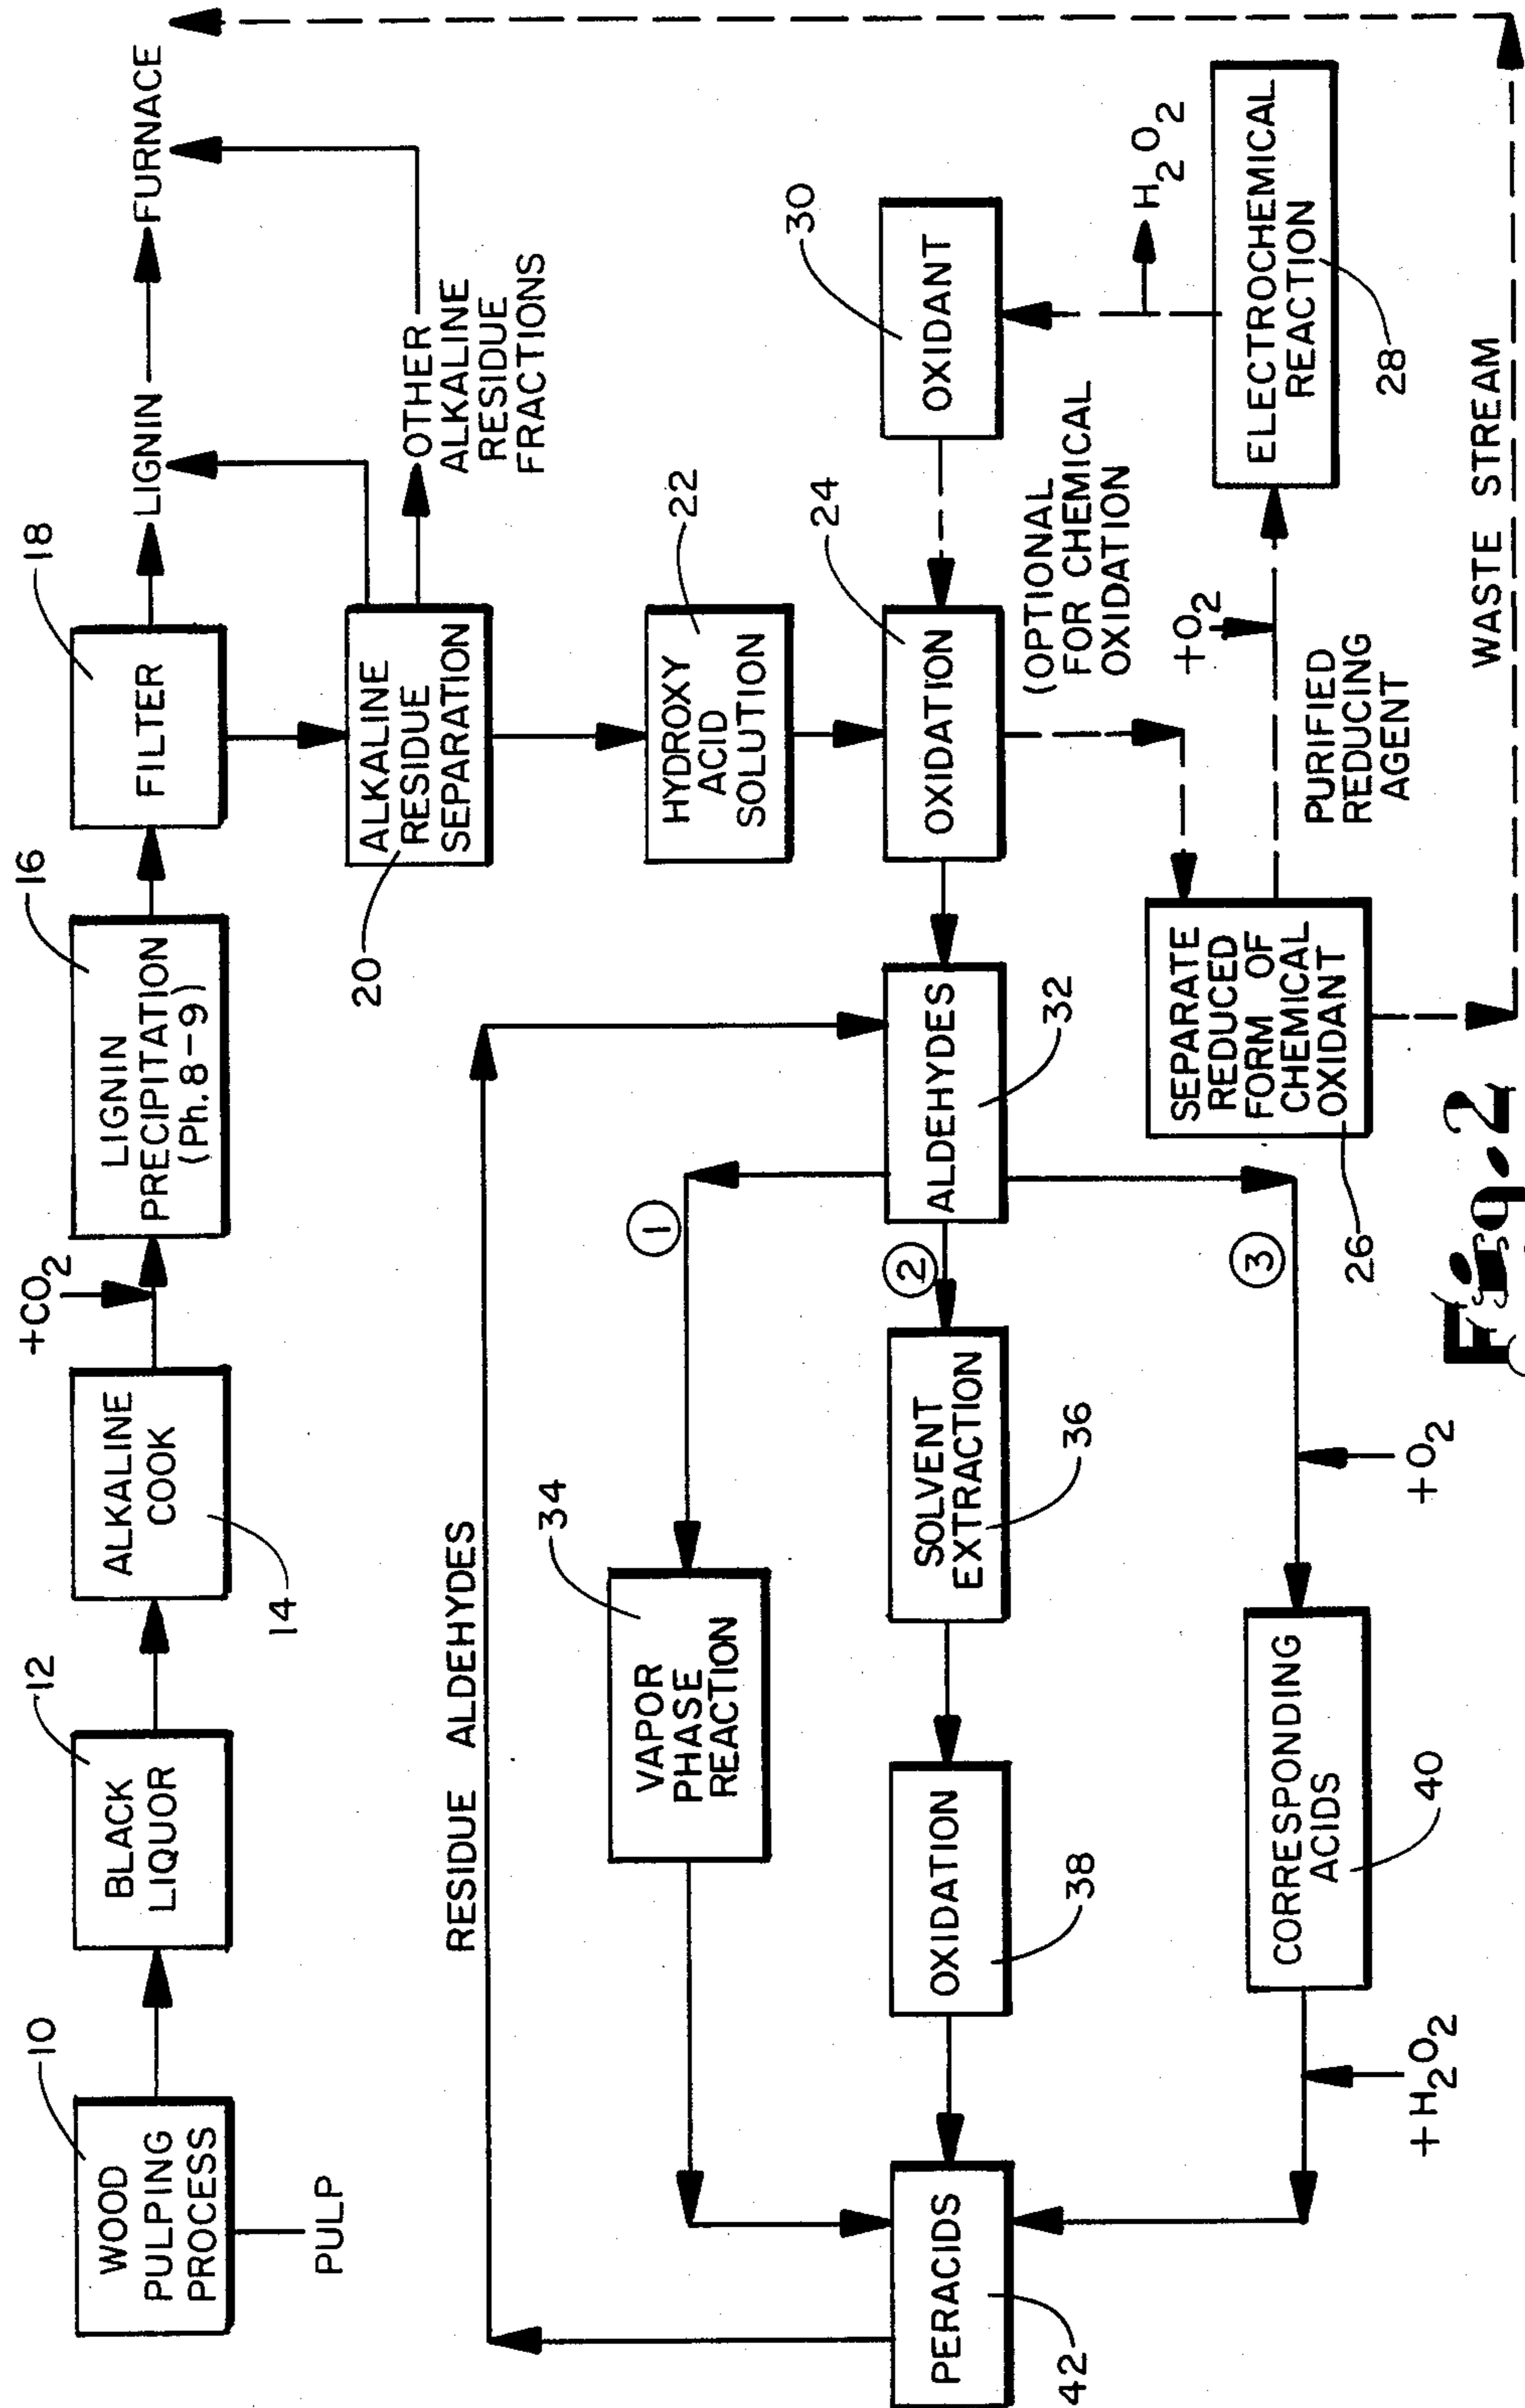 10
WOOD
PULPING
PROCESS
PULP
12
BLACK
LIQUOR
14
ALKALINE
COOK
+CO2
16
LIGNIN
PRECIPITATION
(Ph.8-9)
18
FILTER
LIGNIN
FURNACE
20
ALKALINE
RESIDUE
SEPARATION
OTHER
ALKALINE
RESIDUE
FRACTIONS
22
HYDROXY
ACID
SOLUTION
24
OXIDATION
30
OXIDANT
(OPTIONAL
FOR CHEMICAL
OXIDATION
H2O2
28
ELECTROCHEMICAL
REACTION
+O2
PURIFIED
REDUCING
AGENT
26
SEPARATE
REDUCED
FORM OF
CHEMICAL
OXIDANT
WASTE STREAM
32
ALDEHYDES
RESIDUE ALDEHYDES
1
34
VAPOR
PHASE
REACTION
2
36
SOLVENT
EXTRACTION
38
OXIDATION
3
+O2
40
CORRESPONDING
ACIDS
+H2O2
42
PERACIDS
Fig. 2